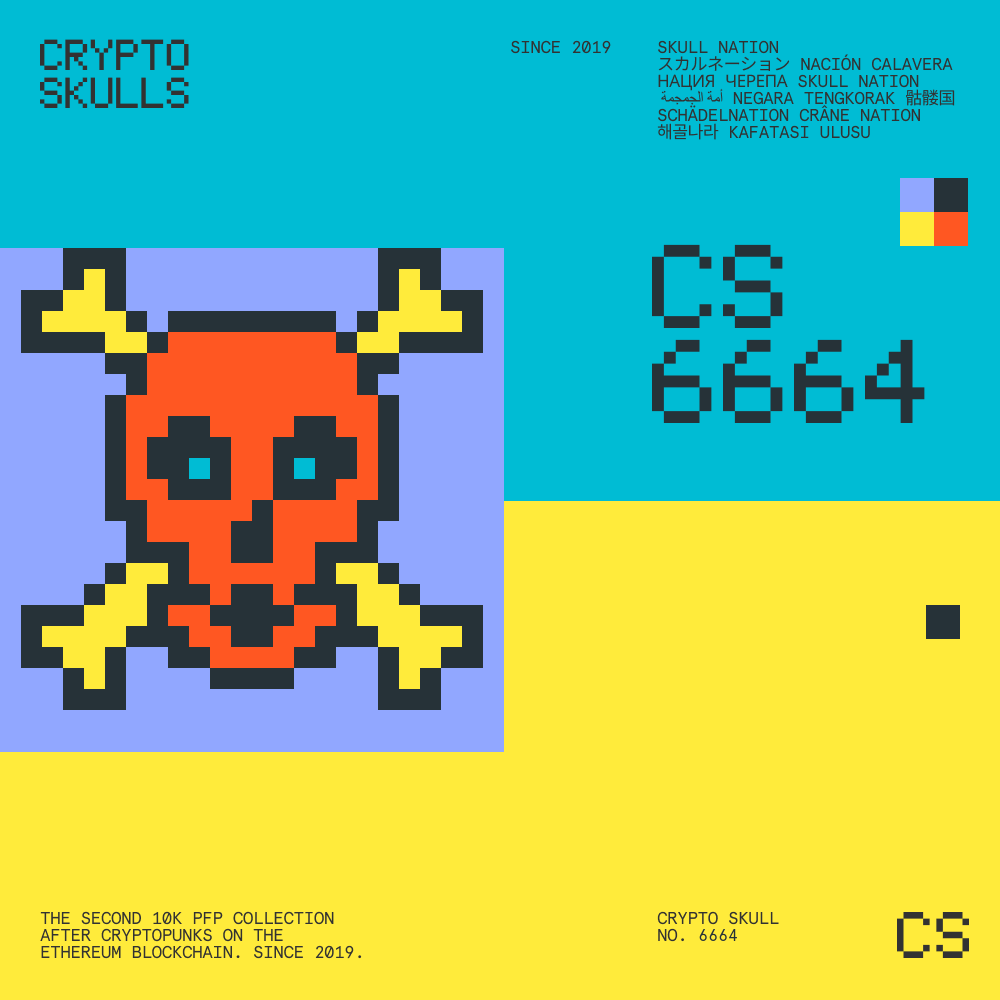 CRYPTO
SKULLS
SINCE 2019
SKULL NATION
スカルネーション NACIÓN CALAVERA
НАЦИЯ ЧЕРЕПА SKULL NATION
أمة الجمجمة NEGARA TENGKORAK 骷髅国
SCHÄDELNATION CRÂNE NATION
해골나라 KAFATASI ULUSU
CS
6664
THE SECOND 10K PFP COLLECTION
AFTER CRYPTOPUNKS ON THE
ETHEREUM BLOCKCHAIN. SINCE 2019.
CRYPTO SKULL
NO. 6664
CS